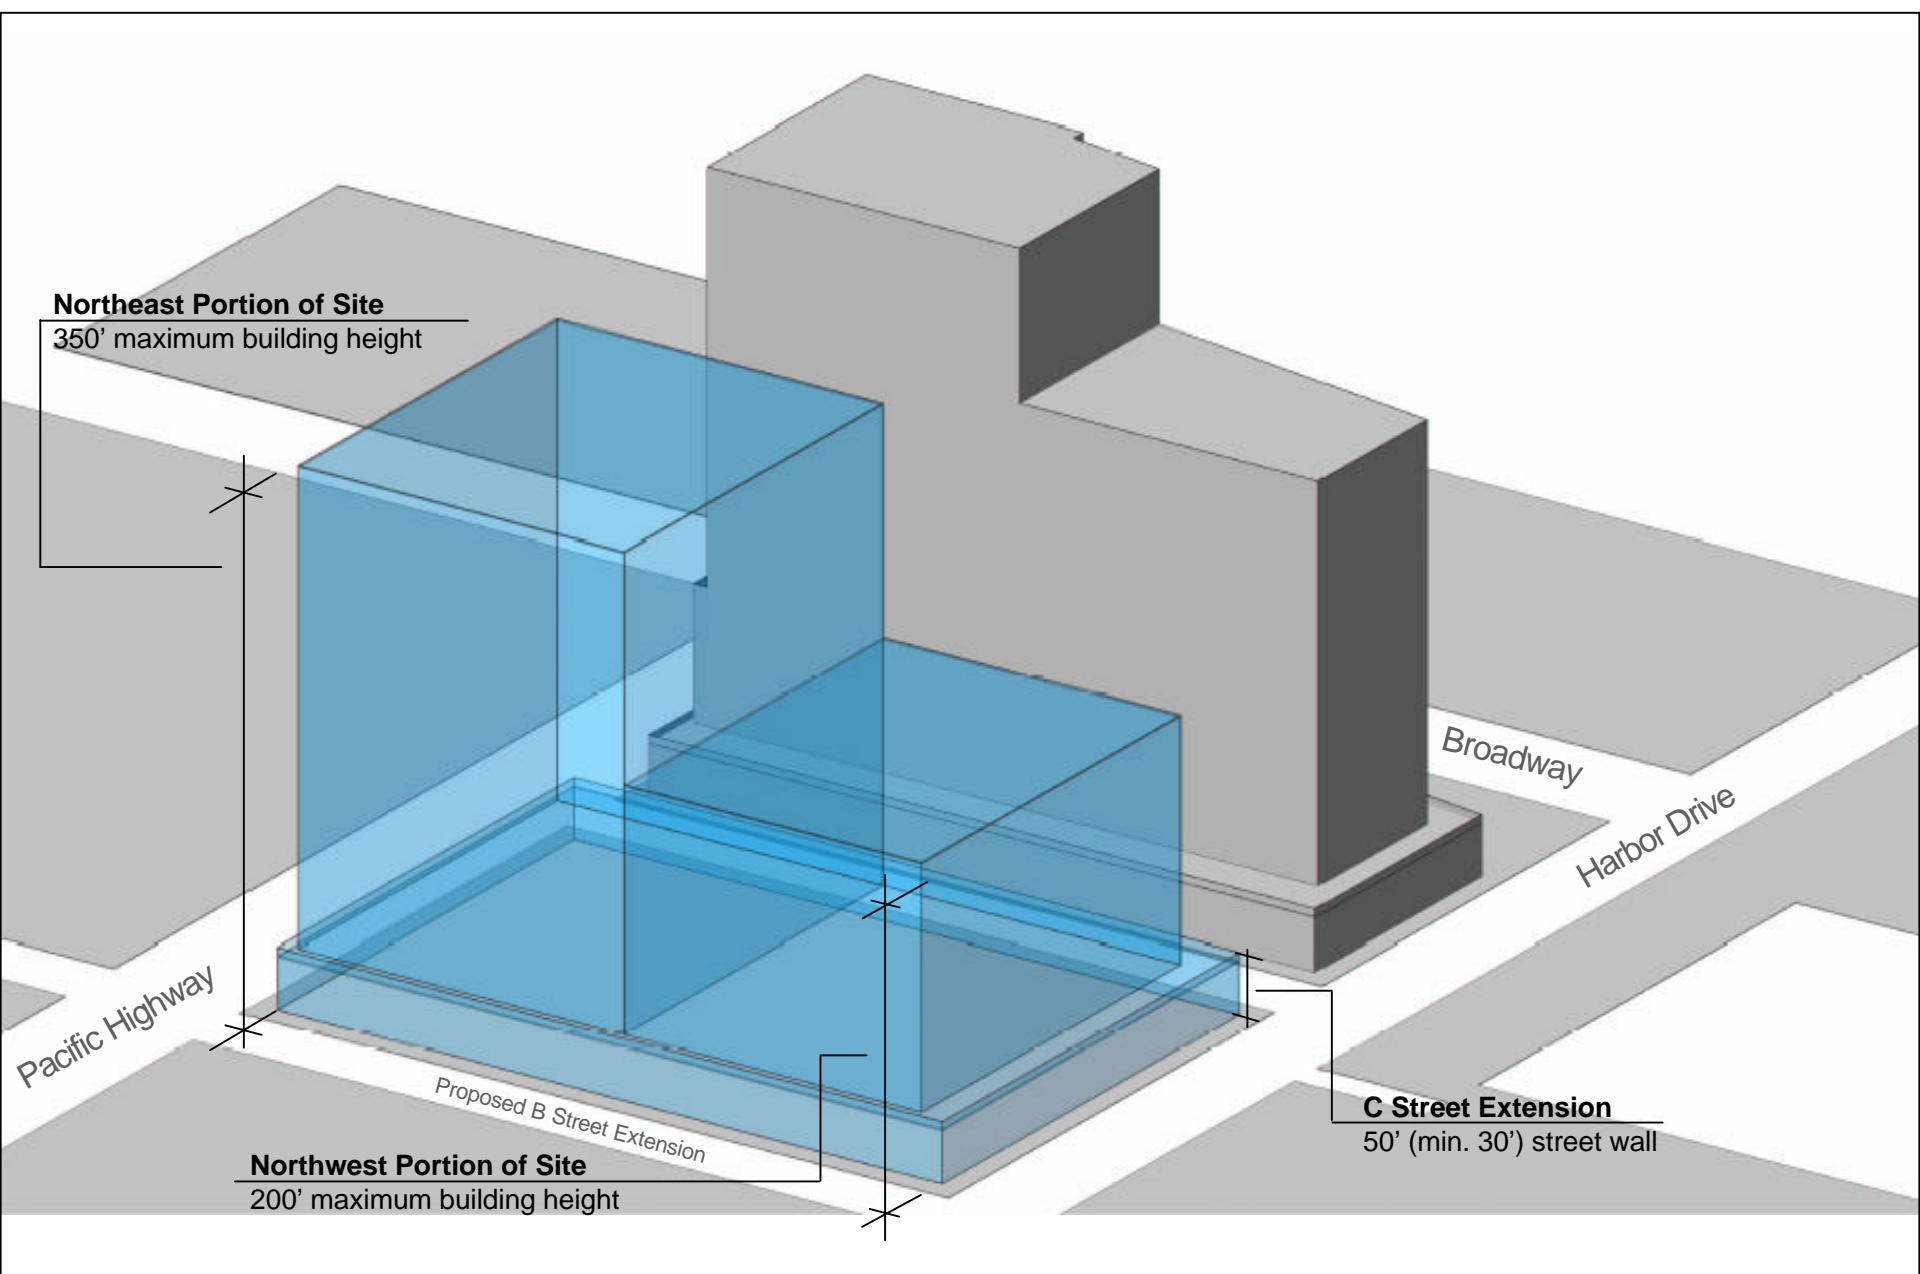 Northeast Portion of Site
350’ maximum building height
Broadway
Harbor Drive
Pacific Highway
Proposed B Street Extension
C Street Extension
50’ (min. 30’) street wall
Northwest Portion of Site
200’ maximum building height